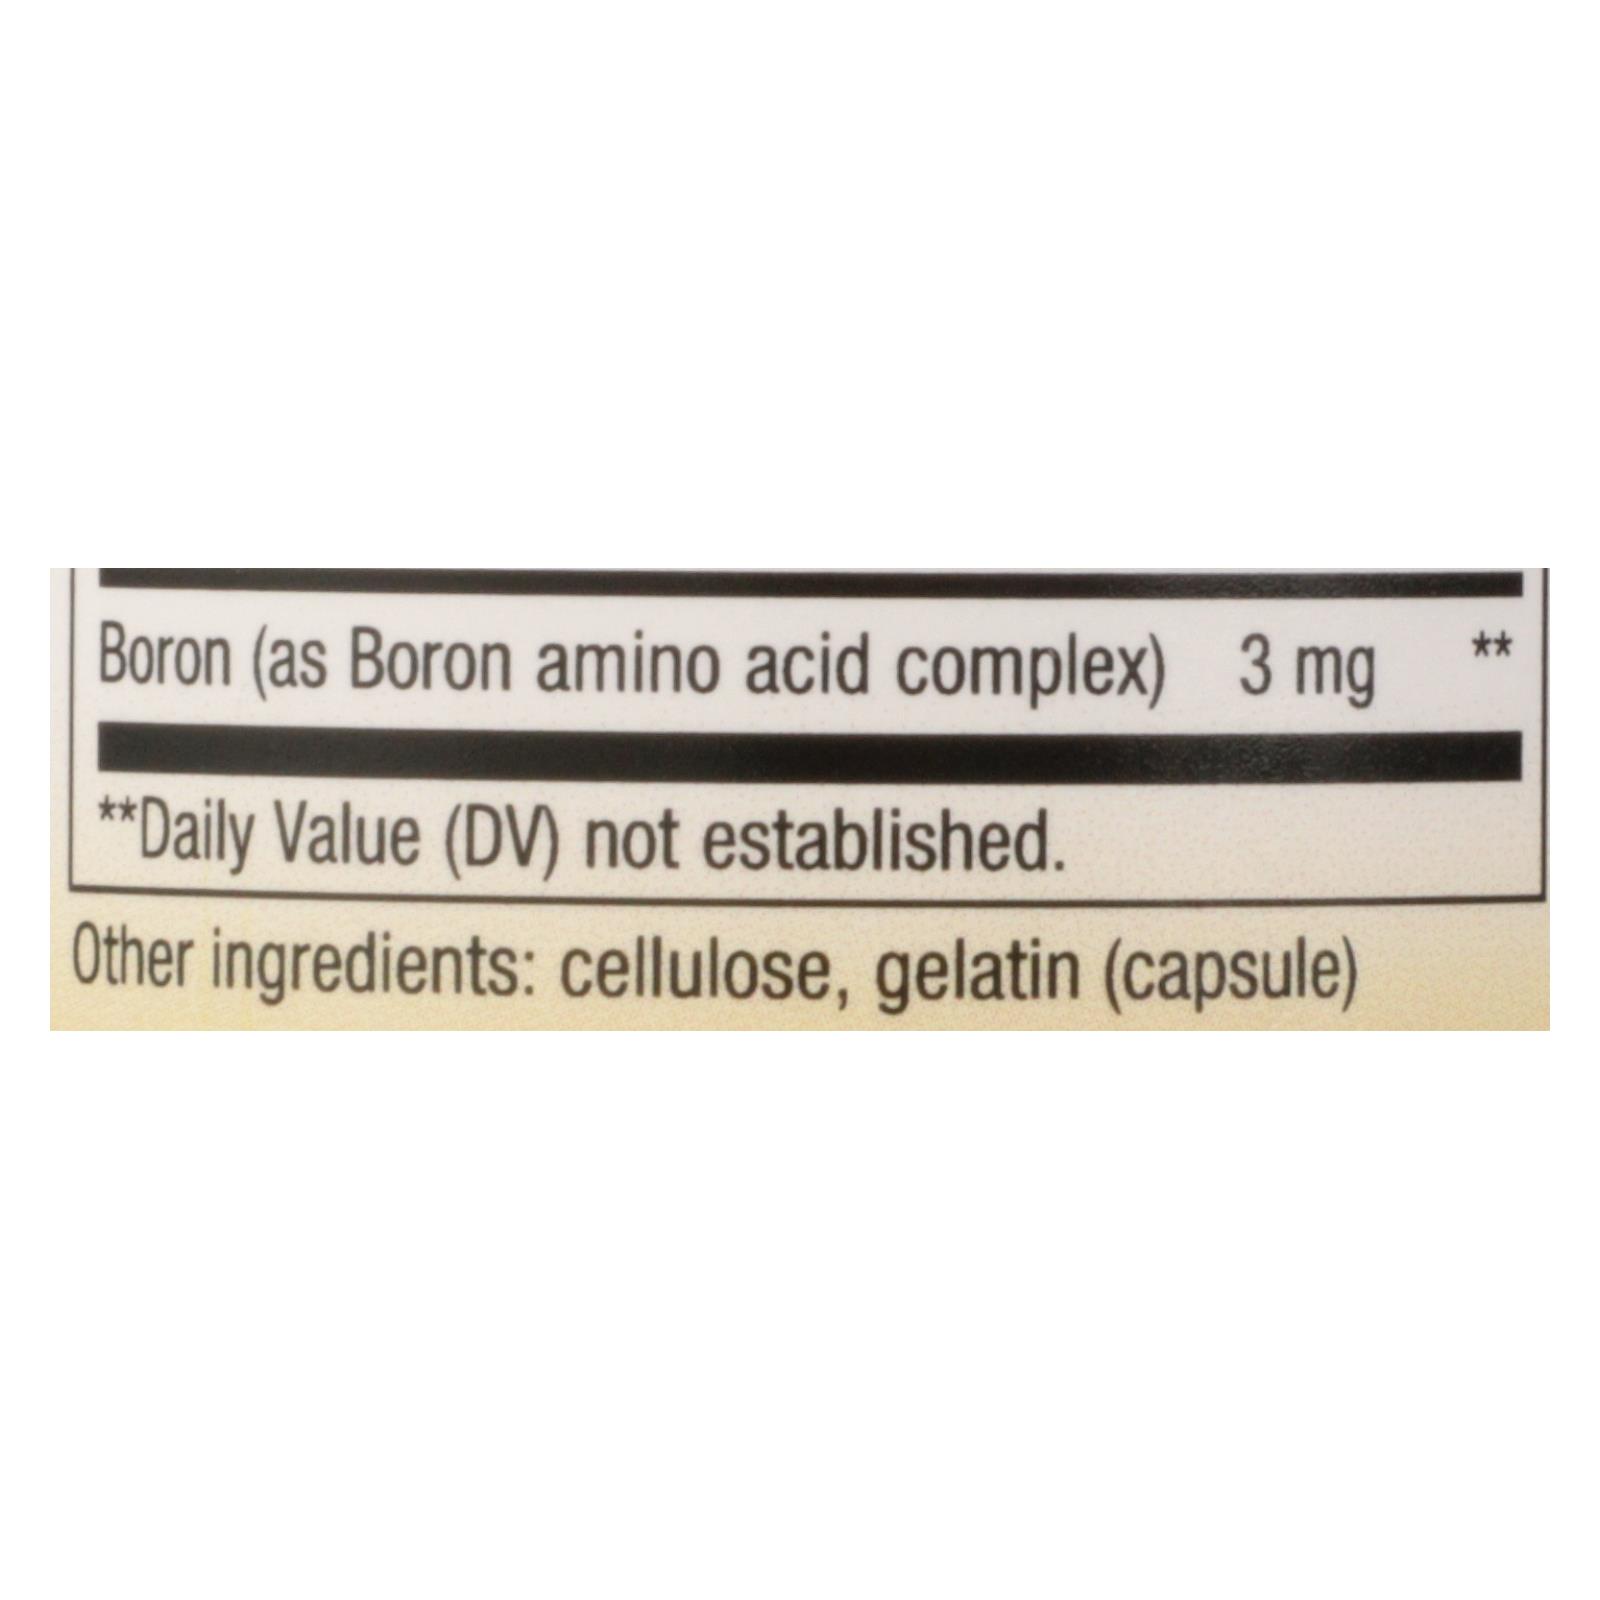 Boron (as Boron amino acid complex) 3 mg **
**Daily Value (DV) not established.
Other ingredients: cellulose, gelatin (capsule)